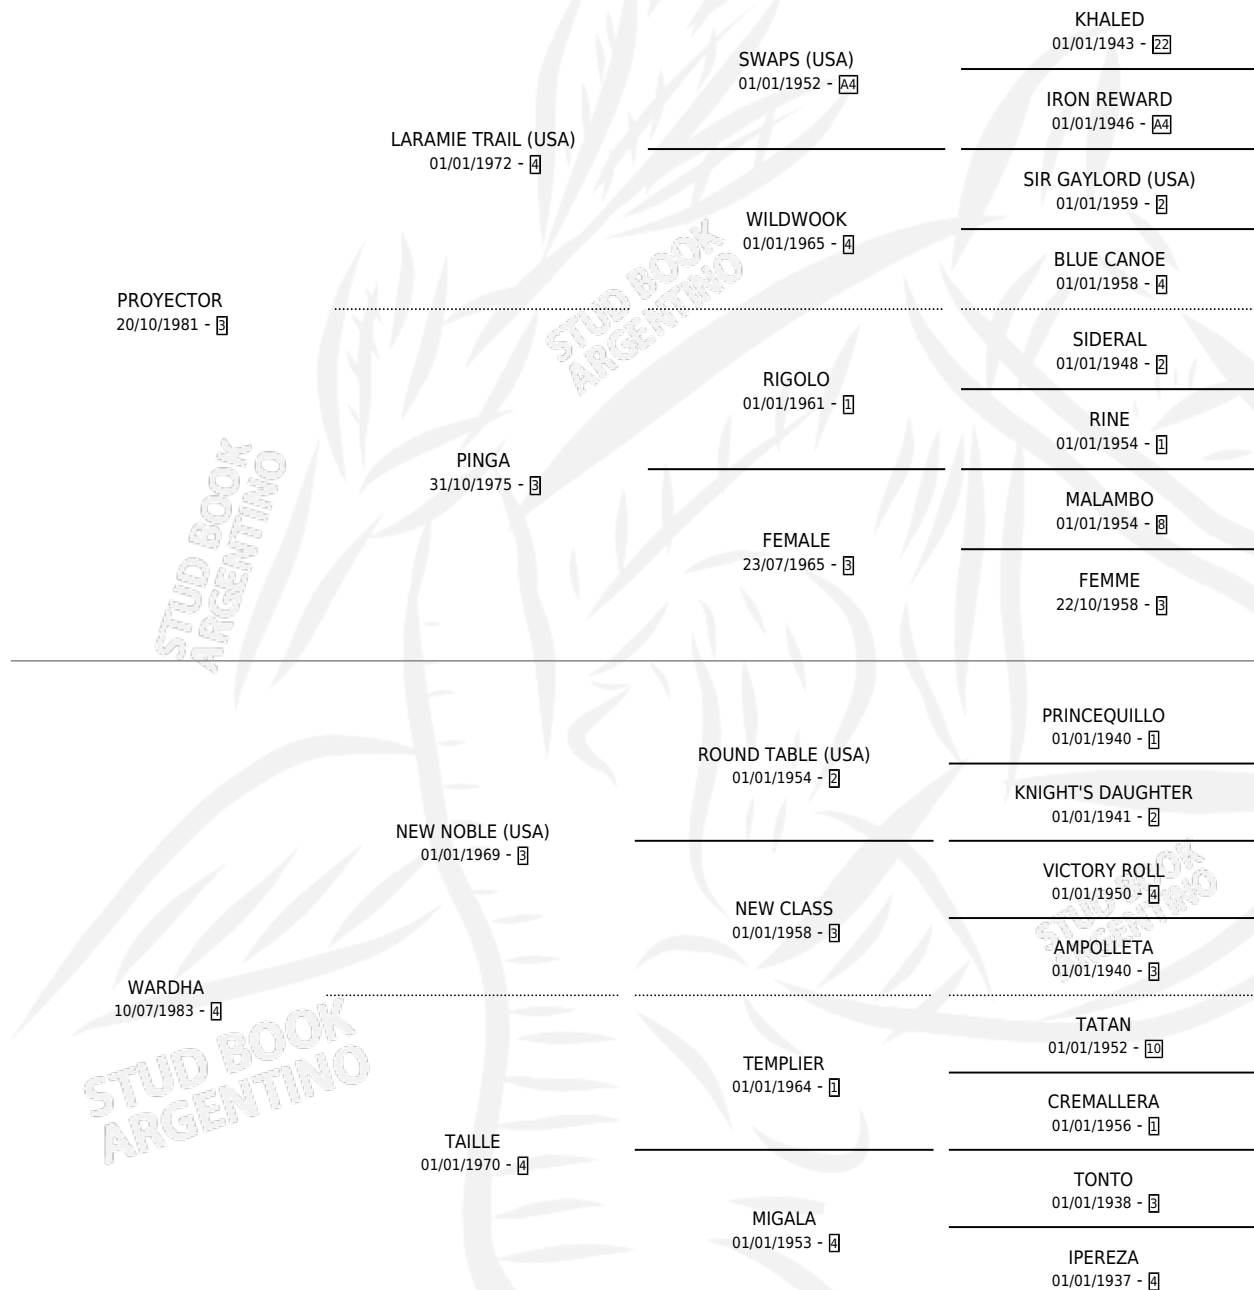 KHALED
01/01/1943 - 22
SWAPS (USA)
01/01/1952 - A4
IRON REWARD
01/01/1946 - A4
LARAMIE TRAIL (USA)
01/01/1972 - 4
SIR GAYLORD (USA)
01/01/1959 - 2
WILDWOOK
01/01/1965 - 4
BLUE CANOE
01/01/1958 - 4
PROYECTOR
20/10/1981 - 3
SIDERAL
01/01/1948 - 2
RIGOLO
01/01/1961 - 1
RINE
01/01/1954 - 1
PINGA
31/10/1975 - 3
MALAMBO
01/01/1954 - 8
FEMALE
23/07/1965 - 3
FEMME
22/10/1958 - 3
STUD BOOK
ARGENTINO
STUD BOOK
ARGENTINO
PRINCEQUILLO
01/01/1940 - 1
ROUND TABLE (USA)
01/01/1954 - 2
KNIGHT'S DAUGHTER
01/01/1941 - 2
NEW NOBLE (USA)
01/01/1969 - 3
VICTORY ROLL
01/01/1950 - 4
NEW CLASS
01/01/1958 - 3
AMPOLLETA
01/01/1940 - 3
STUD BOOK
ARGENTINO
WARDHA
10/07/1983 - 4
TATAN
01/01/1952 - 10
TEMPLIER
01/01/1964 - 1
CREMALLERA
01/01/1956 - 1
TAILLE
01/01/1970 - 4
TONTO
01/01/1938 - 3
MIGALA
01/01/1953 - 4
IPEREZA
01/01/1937 - 4
STUD BOOK
ARGENTINO